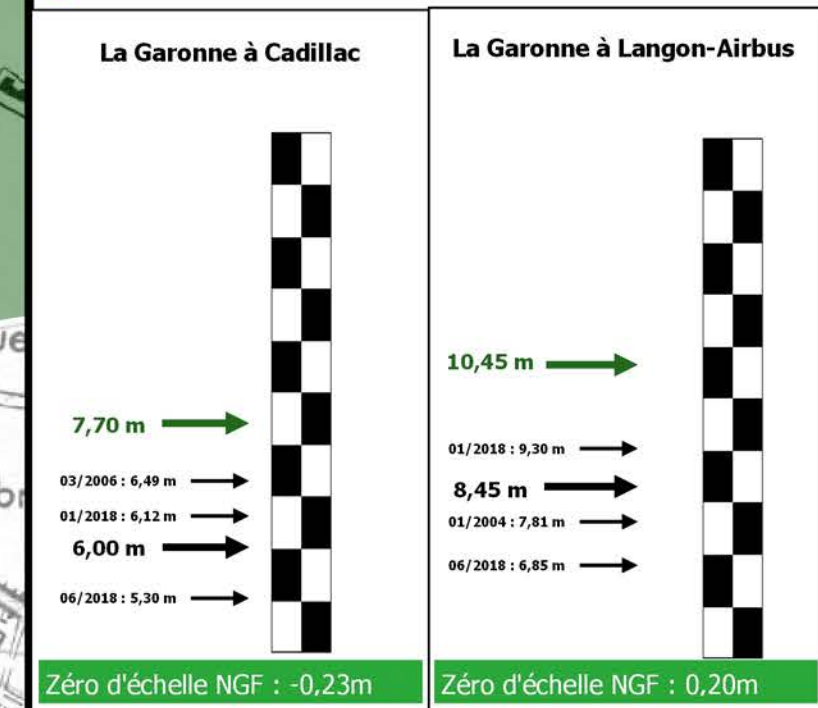 La Garonne à Cadillac
7,70 m
03/2006 : 6,49 m
01/2018 : 6,12 m
6,00 m
06/2018 : 5,30 m
Zéro d'échelle NGF : -0,23m
La Garonne à Langon-Airbus
10,45 m
01/2018 : 9,30 m
8,45 m
01/2004 : 7,81 m
06/2018 : 6,85 m
Zéro d'échelle NGF : 0,20m